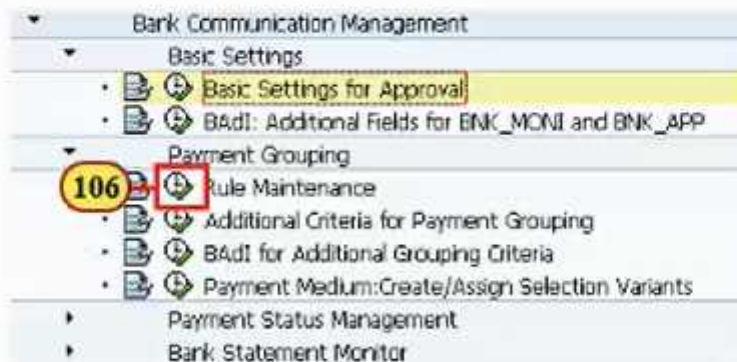 Bank Communication Management
Basic Settings
Basic Settings for Approval
BAdI: Additional Fields for BNK_MONI and BNK_APP
Payment Grouping
106 Rule Maintenance
Additional Criteria for Payment Grouping
BAdI for Additional Grouping Criteria
Payment Medium:Create/Assign Selection Variants
Payment Status Management
Bank Statement Monitor